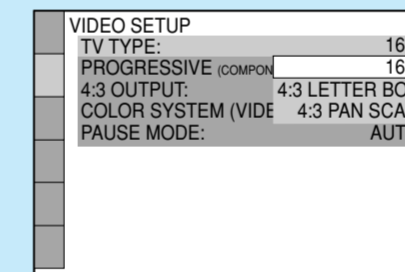 VIDEO SETUP
TV TYPE: 16
PROGRESSIVE (COMPON 16
4:3 OUTPUT: 4:3 LETTER BO
COLOR SYSTEM (VIDE 4:3 PAN SCA
PAUSE MODE: AUT